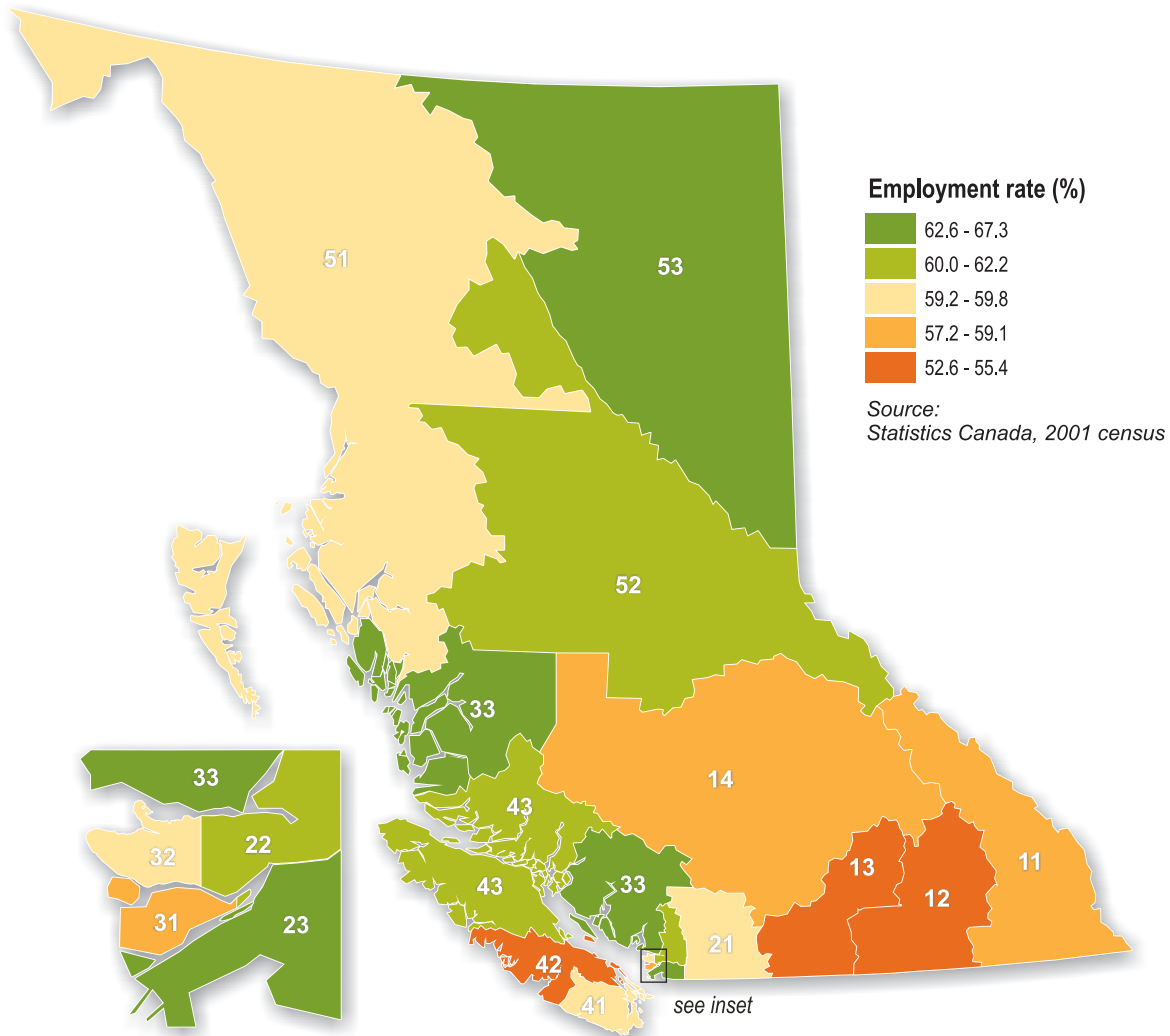 51
53
Employment rate (%)
62.6 - 67.3
60.0 - 62.2
59.2 - 59.8
57.2 - 59.1
52.6 - 55.4
Source:
Statistics Canada, 2001 census
52
33
14
43
43
33
13
12
11
21
42
41
see inset
33
32
22
31
23